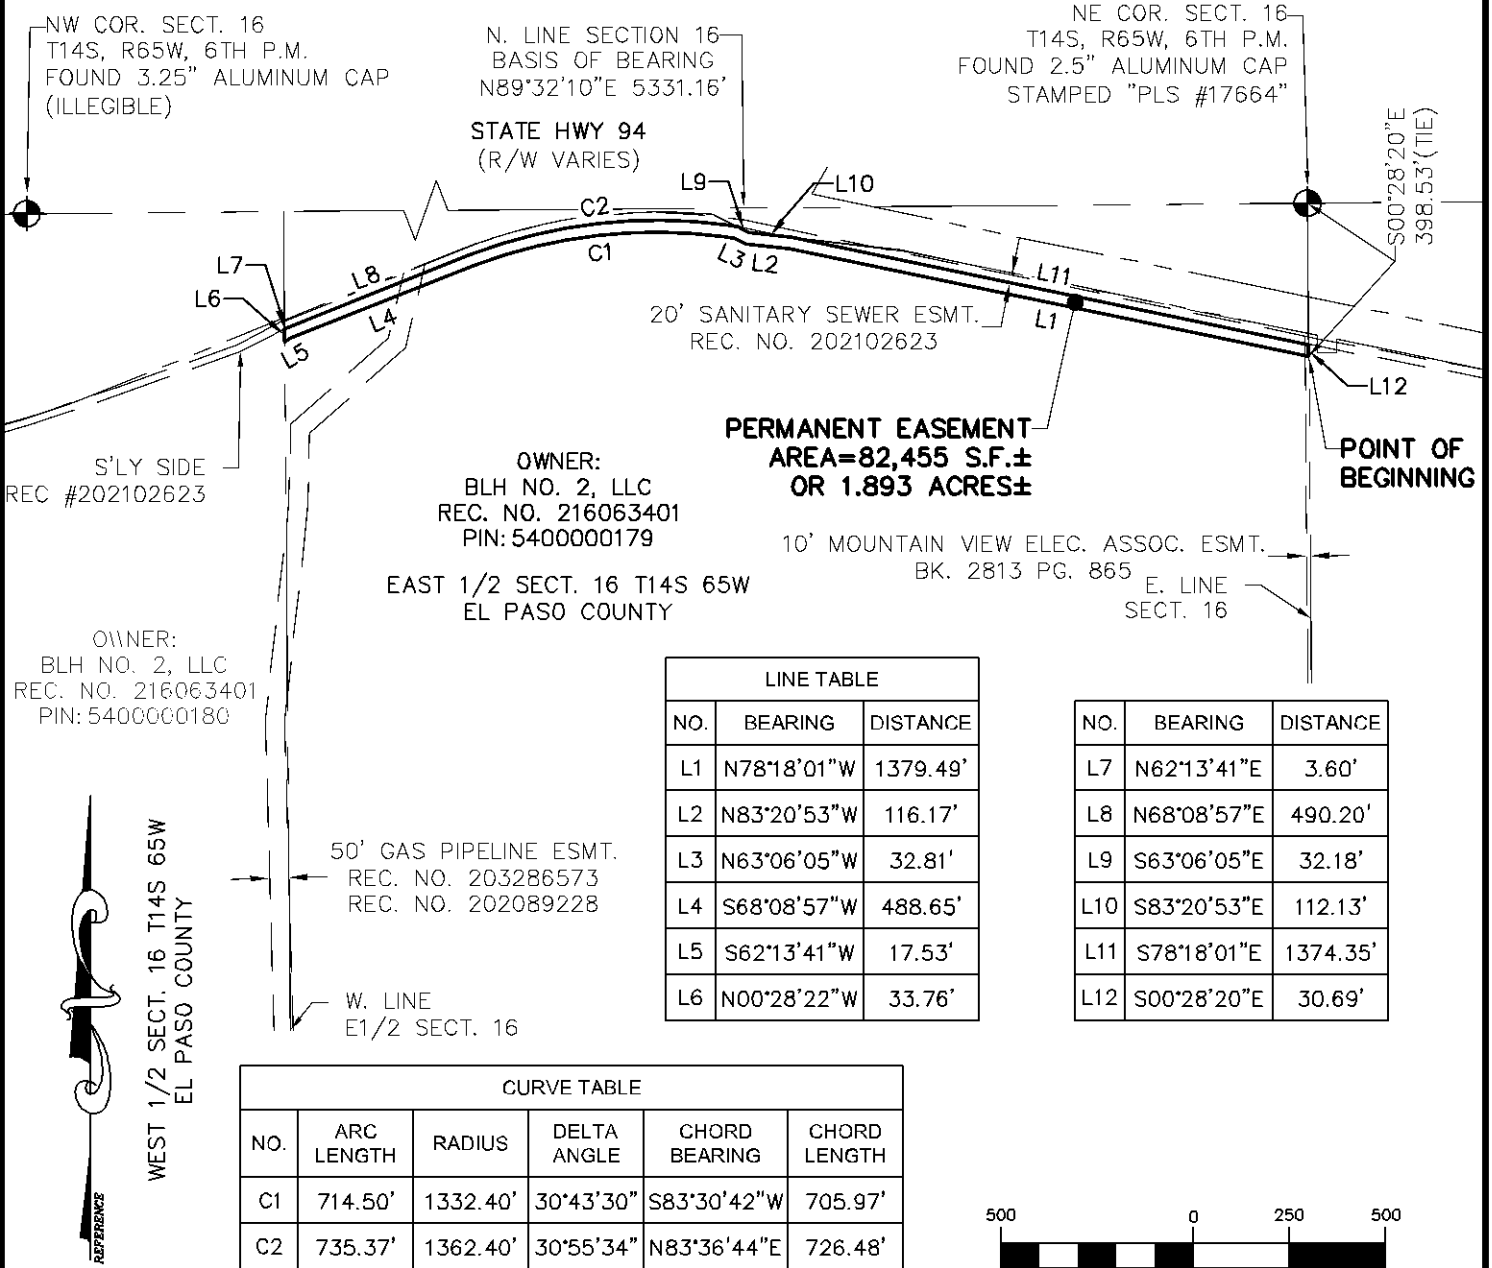 NW COR. SECT. 16
T14S, R65W, 6TH P.M.
FOUND 3.25" ALUMINUM CAP
(ILLEGIBLE)
N. LINE SECTION 16
BASIS OF BEARING
N89°32'10"E 5331.16'
STATE HWY 94
(R/W VARIES)
NE COR. SECT. 16
T14S, R65W, 6TH P.M.
FOUND 2.5" ALUMINUM CAP
STAMPED "PLS #17664"
S00°28'20"E
398.53'(TIE)
L9
L10
C2
C1
L3
L2
L7
L8
L6
L4
L5
L11
L1
L12
20' SANITARY SEWER ESMT.
REC. NO. 202102623
PERMANENT EASEMENT
AREA=82,455 S.F.±
OR 1.893 ACRES±
POINT OF
BEGINNING
S'LY SIDE
REC #202102623
OWNER:
BLH NO. 2, LLC
REC. NO. 216063401
PIN: 5400000179
EAST 1/2 SECT. 16 T14S 65W
EL PASO COUNTY
10' MOUNTAIN VIEW ELEC. ASSOC. ESMT.
BK. 2813 PG. 865
E. LINE
SECT. 16
OWNER:
BLH NO. 2, LLC
REC. NO. 216063401
PIN: 5400000180
50' GAS PIPELINE ESMT.
REC. NO. 203286573
REC. NO. 202089228
W. LINE
E1/2 SECT. 16
WEST 1/2 SECT. 16 T14S 65W
EL PASO COUNTY
REFERENCE
LINE TABLE
NO. BEARING DISTANCE
L1 N78°18'01"W 1379.49'
L2 N83°20'53"W 116.17'
L3 N63°06'05"W 32.81'
L4 S68°08'57"W 488.65'
L5 S62°13'41"W 17.53'
L6 N00°28'22"W 33.76'
NO. BEARING DISTANCE
L7 N62°13'41"E 3.60'
L8 N68°08'57"E 490.20'
L9 S63°06'05"E 32.18'
L10 S83°20'53"E 112.13'
L11 S78°18'01"E 1374.35'
L12 S00°28'20"E 30.69'
CURVE TABLE
NO. ARC LENGTH RADIUS DELTA ANGLE CHORD BEARING CHORD LENGTH
C1 714.50' 1332.40' 30°43'30" S83°30'42"W 705.97'
C2 735.37' 1362.40' 30°55'34" N83°36'44"E 726.48'
500 0 250 500